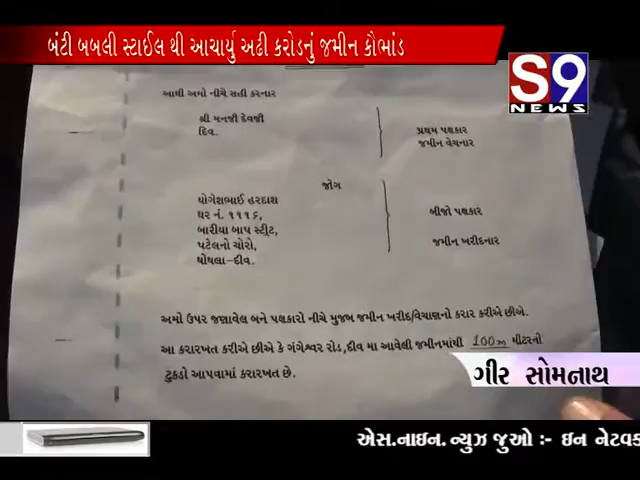 બંટી બબલી સ્ટાઈલ થી આચાર્યુ અઢી કરોડનું જમીન કૌભાંડ
S9
NEWS
આથી અમો નીચે સહી કરનાર
શ્રી મનજી દેવજી
દિવ.
પ્રથમ પક્ષકાર
જમીન વેચનાર
જોગ
યોગેશભાઈ હરદાશ
ઘર નં. ૧૧૧૬,
બારીયા બાપ સ્ટ્રીટ,
પટેલનો ચોરો,
ઘોઘલા-દીવ.
બીજો પક્ષકાર
જમીન ખરીદનાર
અમો ઉપર જણાવેલ બને પક્ષકારો નીચે મુજબ જમીન ખરીદ/વેચાણનો કરાર કરીએ છીએ.
આ કરારખત કરીએ છીએ કે ગંગેશ્વર રોડ,દીવ મા આવેલી જમીનમાંથી 100m મીટરનો
ટુકડો આપવામાં કરારખત છે.
ગીર સોમનાથ
એસ.નાઇન. ન્યુઝ જુઓ :- ઇન નેટવર્ક